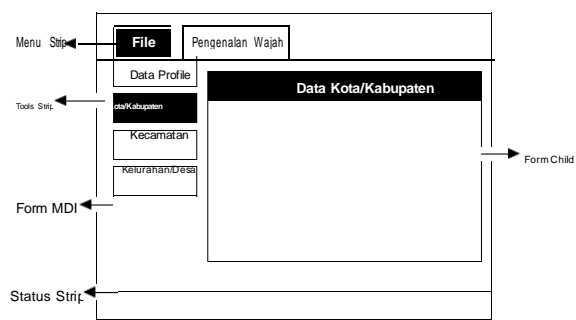 Menu Strip
File
Pengenalan Wajah
Data Profile
Data Kota/Kabupaten
Tools Strip
ota/Kabupaten
Kecamatan
Form Child
Kelurahan/Desa
Form MDI
Status Strip